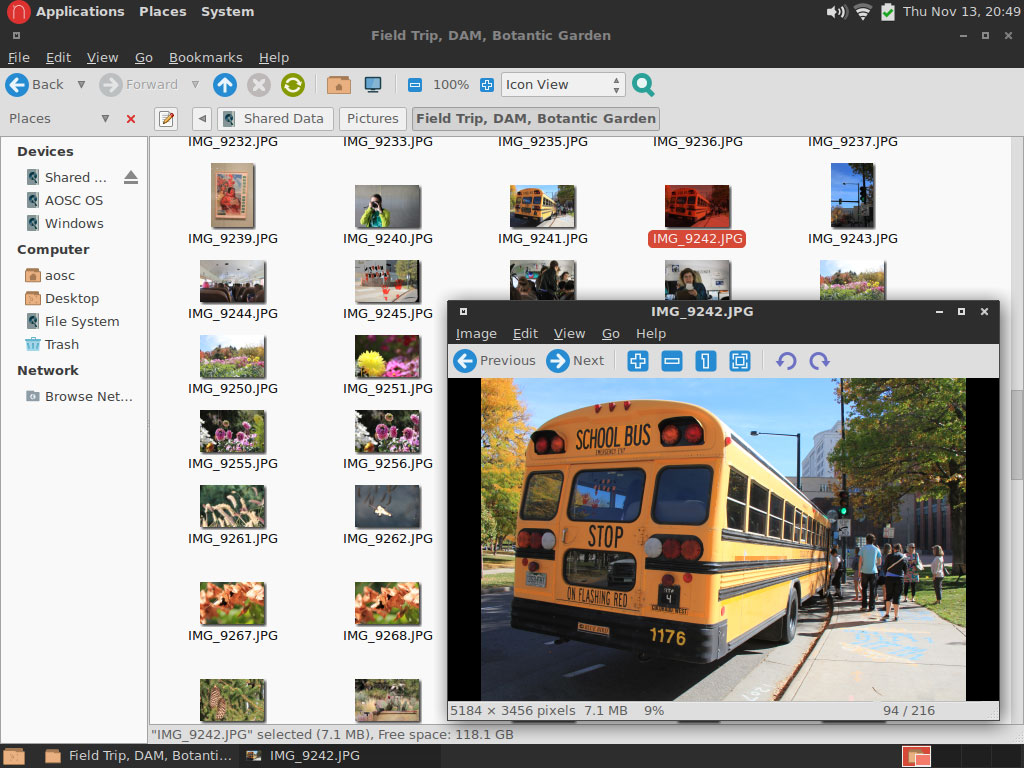 Applications Places System
Thu Nov 13, 20:49
Field Trip, DAM, Botantic Garden
File Edit View Go Bookmarks Help
Back Forward 100% Icon View
Places Shared Data Pictures Field Trip, DAM, Botantic Garden
Devices
Shared ...
AOSC OS
Windows
Computer
aosc
Desktop
File System
Trash
Network
Browse Net...
IMG_9232.JPG IMG_9233.JPG IMG_9235.JPG IMG_9236.JPG IMG_9237.JPG
IMG_9239.JPG IMG_9240.JPG IMG_9241.JPG IMG_9242.JPG IMG_9243.JPG
IMG_9244.JPG IMG_9245.JPG
IMG_9250.JPG IMG_9251.JPG
IMG_9255.JPG IMG_9256.JPG
IMG_9261.JPG IMG_9262.JPG
IMG_9267.JPG IMG_9268.JPG
IMG_9242.JPG
Image Edit View Go Help
Previous Next
SCHOOL BUS
EMERGENCY EXIT
STOP
ON FLASHING RED
4
1176
5184 × 3456 pixels 7.1 MB 9% 94 / 216
"IMG_9242.JPG" selected (7.1 MB), Free space: 118.1 GB
Field Trip, DAM, Botanti... IMG_9242.JPG